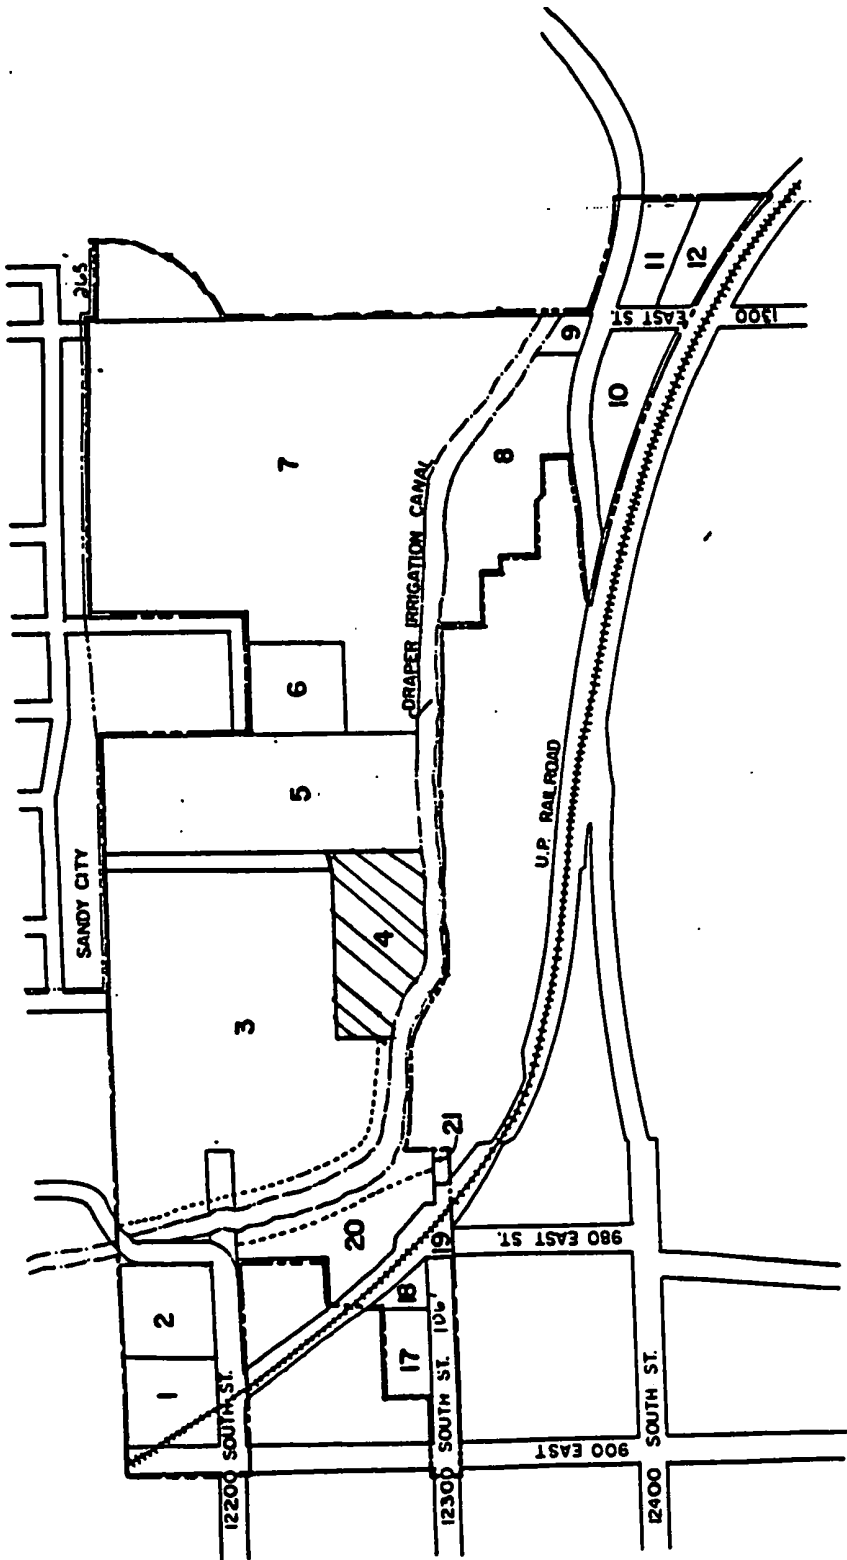 SANDY CITY
265
1
2
3
4
5
6
7
8
9
10
11
12
17
18
19
20
21
106'
DRAPER IRRIGATION CANAL
U.P. RAILROAD
1300 EAST ST.
980 EAST ST.
900 EAST
12200 SOUTH ST.
12300 SOUTH ST.
12400 SOUTH ST.